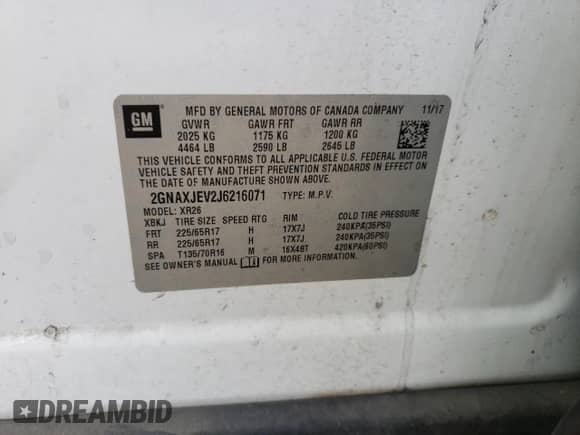 GM
MFD BY GENERAL MOTORS OF CANADA COMPANY 11/17
GVWR GAWR FRT GAWR RR
2025 KG 1175 KG 1200 KG
4464 LB 2590 LB 2645 LB
THIS VEHICLE CONFORMS TO ALL APPLICABLE U.S. FEDERAL MOTOR
VEHICLE SAFETY AND THEFT PREVENTION STANDARDS IN EFFECT ON
THE DATE OF MANUFACTURE SHOWN ABOVE.
2GNAXJEV2J6216071 TYPE: M.P.V.
MODEL: XR26
XBKJ TIRE SIZE SPEED RTG RIM COLD TIRE PRESSURE
FRT 225/65R17 H 17X7J 240KPA(35PSI)
RR 225/65R17 H 17X7J 240KPA(35PSI)
SPA T135/70R16 M 16X4BT 420KPA(60PSI)
SEE OWNER'S MANUAL FOR MORE INFORMATION.
DREAMBID